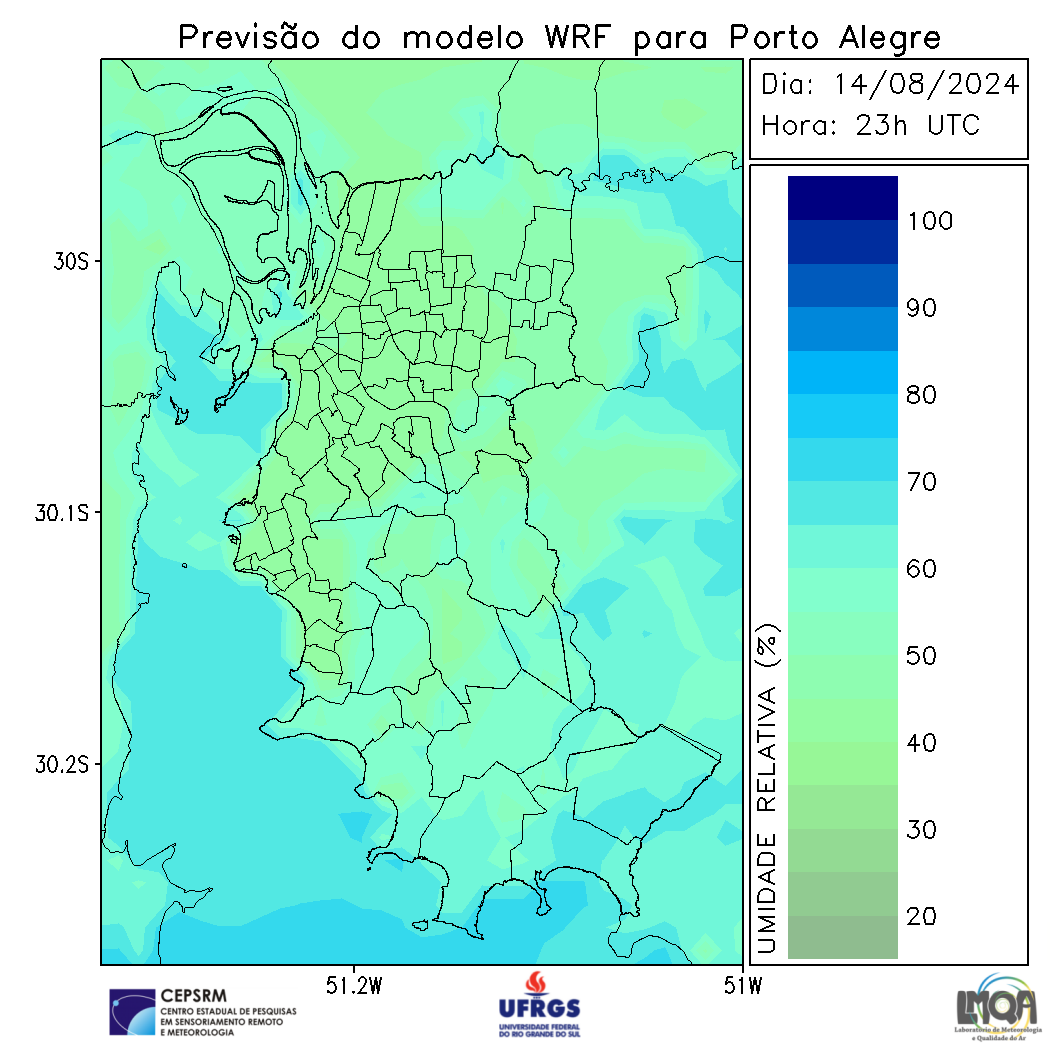 Previsão do modelo WRF para Porto Alegre
Dia: 14/08/2024
Hora: 23h UTC
30S
30.1S
30.2S
51.2W
51W
UMIDADE RELATIVA (%)
100
90
80
70
60
50
40
30
20
CEPSRM
CENTRO ESTADUAL DE PESQUISAS
EM SENSORIAMENTO REMOTO
E METEOROLOGIA
UFRGS
UNIVERSIDADE FEDERAL
DO RIO GRANDE DO SUL
LMQA
Laboratório de Meteorologia
e Qualidade do Ar